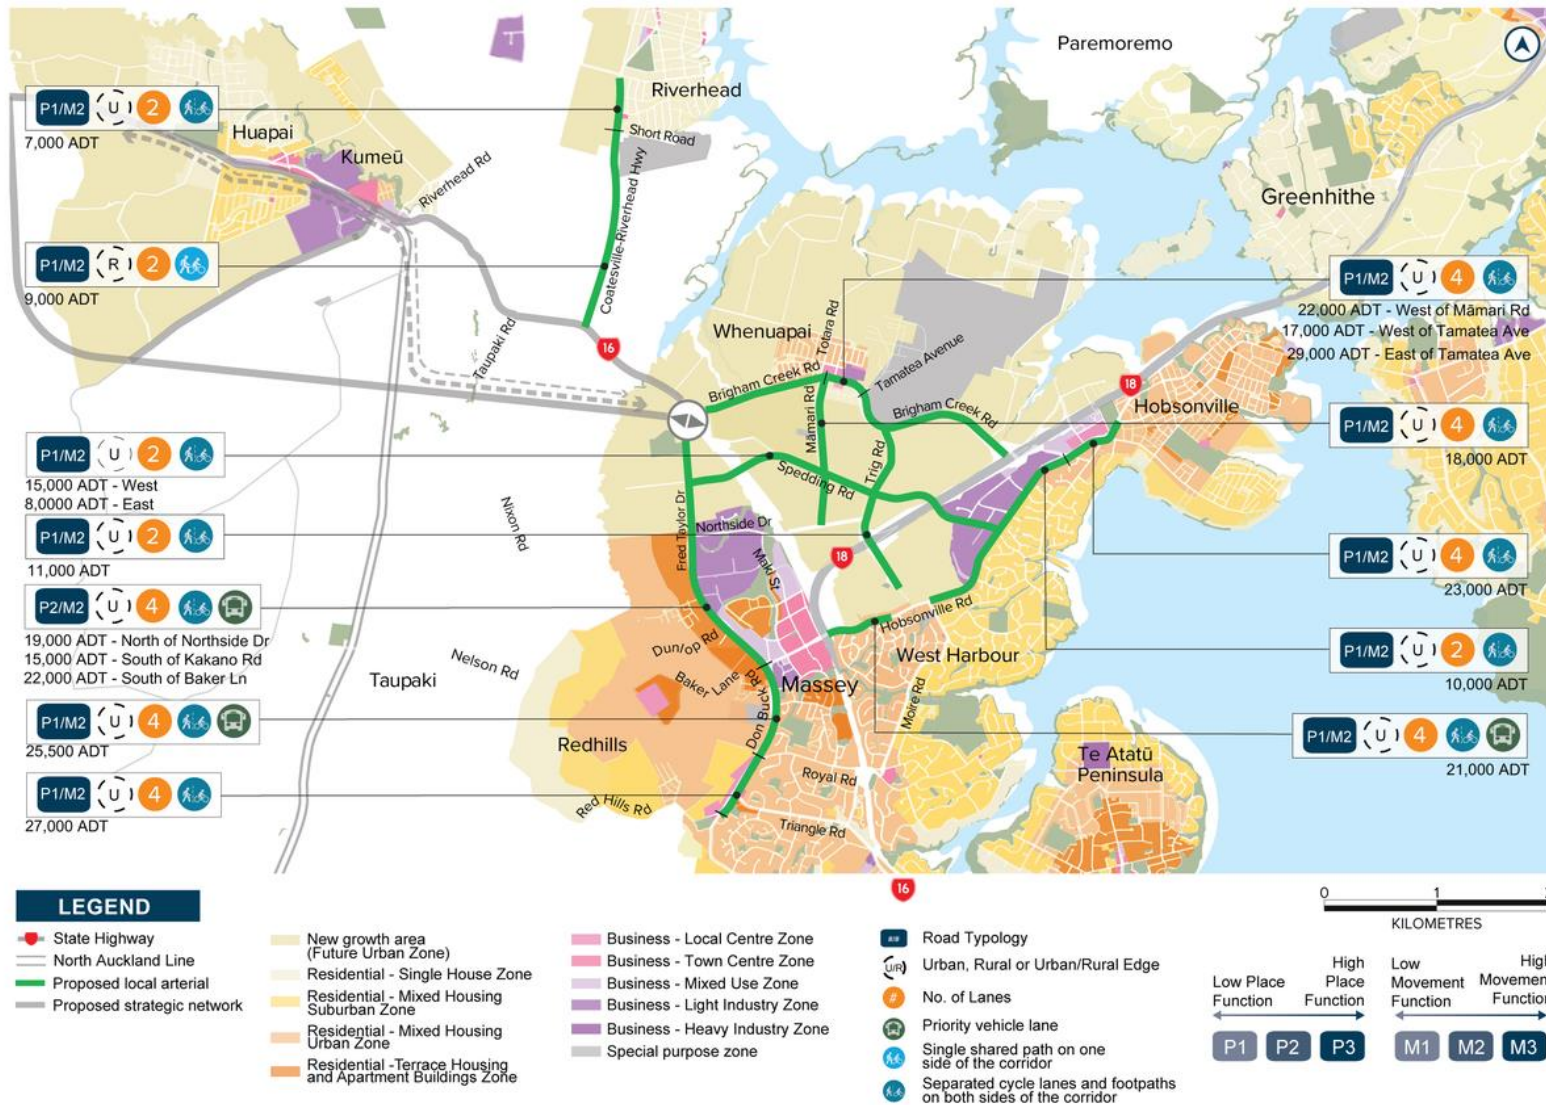 Paremoremo
Riverhead
P1/M2 U 2
7,000 ADT
Huapai
Kumeū
Short Road
Riverhead Rd
Greenhithe
Coatesville-Riverhead Hwy
P1/M2 R 2
9,000 ADT
P1/M2 U 4
22,000 ADT - West of Māmari Rd
17,000 ADT - West of Tamatea Ave
29,000 ADT - East of Tamatea Ave
Whenuapai
Totara Rd
Tamatea Avenue
Taupaki Rd
16
Brigham Creek Rd
18
Hobsonville
Māmari Rd
Brigham Creek Rd
P1/M2 U 4
18,000 ADT
P1/M2 U 2
15,000 ADT - West
8,0000 ADT - East
Trig Rd
Spedding Rd
Nixon Rd
Fred Taylor Dr
Northside Dr
P1/M2 U 2
11,000 ADT
Maki St
18
P1/M2 U 4
23,000 ADT
P2/M2 U 4
19,000 ADT - North of Northside Dr
15,000 ADT - South of Kakano Rd
22,000 ADT - South of Baker Ln
Hobsonville Rd
Dun/op Rd
Nelson Rd
Taupaki
Baker Lane
West Harbour
P1/M2 U 2
10,000 ADT
Massey
Don Buck Rd
Moire Rd
P1/M2 U 4
25,500 ADT
Redhills
P1/M2 U 4
21,000 ADT
Te Atatū
Peninsula
Royal Rd
P1/M2 U 4
27,000 ADT
Red Hills Rd
Triangle Rd
16
LEGEND
State Highway
North Auckland Line
Proposed local arterial
Proposed strategic network
New growth area
(Future Urban Zone)
Residential - Single House Zone
Residential - Mixed Housing
Suburban Zone
Residential - Mixed Housing
Urban Zone
Residential -Terrace Housing
and Apartment Buildings Zone
Business - Local Centre Zone
Business - Town Centre Zone
Business - Mixed Use Zone
Business - Light Industry Zone
Business - Heavy Industry Zone
Special purpose zone
Road Typology
U/R Urban, Rural or Urban/Rural Edge
# No. of Lanes
Priority vehicle lane
Single shared path on one
side of the corridor
Separated cycle lanes and footpaths
on both sides of the corridor
0 1 2
KILOMETRES
Low Place
Function
High
Place
Function
Low
Movement
Function
High
Movement
Function
P1 P2 P3
M1 M2 M3